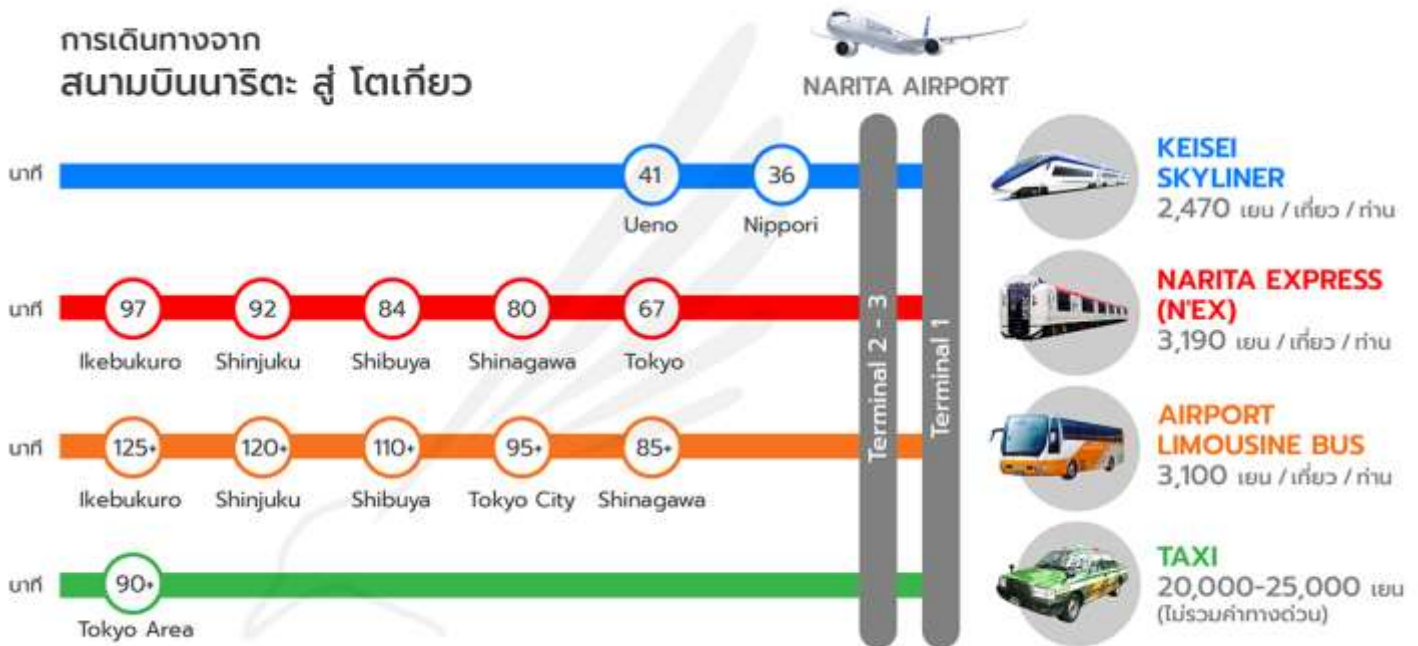 การเดินทางจาก
สนามบินนาริตะ สู่ โตเกียว
NARITA AIRPORT
นาที
41
36
Ueno
Nippori
KEISEI
SKYLINER
2,470 เยน / เที่ยว / ท่าน
นาที
97
92
84
80
67
Ikebukuro
Shinjuku
Shibuya
Shinagawa
Tokyo
NARITA EXPRESS
(N'EX)
3,190 เยน / เที่ยว / ท่าน
นาที
125+
120+
110+
95+
85+
Ikebukuro
Shinjuku
Shibuya
Tokyo City
Shinagawa
AIRPORT
LIMOUSINE BUS
3,100 เยน / เที่ยว / ท่าน
นาที
90+
Tokyo Area
TAXI
20,000-25,000 เยน
(ไม่รวมค่าทางด่วน)
Terminal 2 - 3
Terminal 1